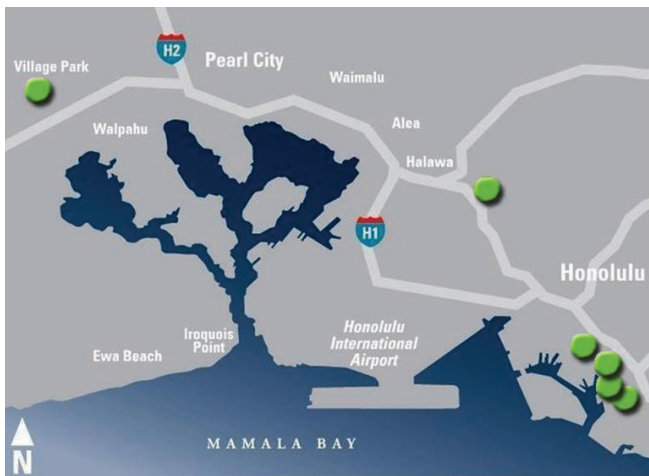 H2
Pearl City
Village Park
Waimalu
Walpahu
Alea
Halawa
H1
Honolulu
Iroquois
Point
Honolulu
International
Airport
Ewa Beach
MAMALA BAY
N